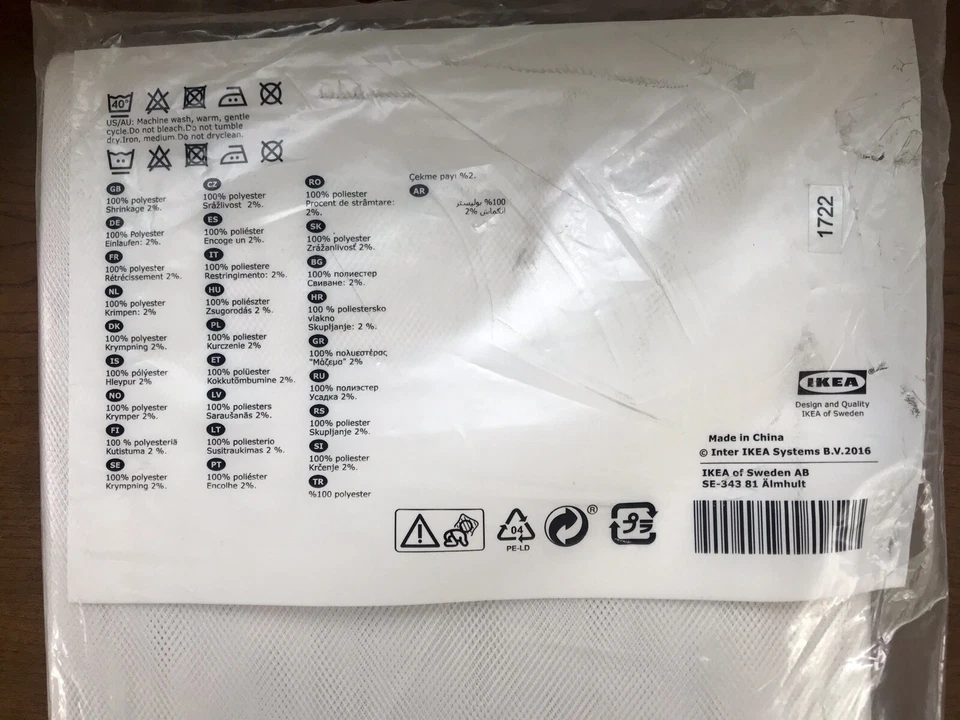 40°
US/AU: Machine wash, warm, gentle
cycle.Do not bleach.Do not tumble
dry.Iron, medium.Do not dryclean.
GB
100% polyester
Shrinkage 2%.
DE
100% Polyester
Einlaufen: 2%.
FR
100% polyester
Rétrécissement 2%.
NL
100% polyester
Krimpen: 2%
DK
100% polyester
Krympning 2%.
IS
100% pólýester
Hleypur 2%.
NO
100% polyester
Krymper 2%.
FI
100 % polyesteriä
Kutistuma 2 %.
SE
100% polyester
Krympning 2%.
CZ
100% polyester
Srážlivost 2%.
ES
100% poliéster
Encoge un 2%.
IT
100% poliestere
Restringimento: 2%.
HU
100% poliészter
Zsugorodás 2 %.
PL
100% poliester
Kurczenie 2%
ET
100% polüester
Kokkutõmbumine 2%.
LV
100% poliesters
Saraušanās 2%.
LT
100% poliesterio
Susitraukimas 2 %.
PT
100% poliéster
Encolhe 2%.
RO
100% poliester
Procent de strâmtare:
2%.
SK
100% polyester
Zrážanlivosť 2%.
BG
100% полиестер
Свиване: 2%.
HR
100 % poliestersko
vlakno
Skupljanje: 2 %.
GR
100% πολυεστέρας
"Μάζεμα" 2%
RU
100% полиэстер
Усадка 2%.
RS
100% poliester
Skupljanje 2%.
SI
100% poliester
Krčenje 2%.
TR
%100 polyester
Çekme payı %2.
AR
100% بوليستر
انكماش 2%
1722
IKEA®
Design and Quality
IKEA of Sweden
Made in China
© Inter IKEA Systems B.V.2016
IKEA of Sweden AB
SE-343 81 Älmhult
04
PE-LD
®
プラ